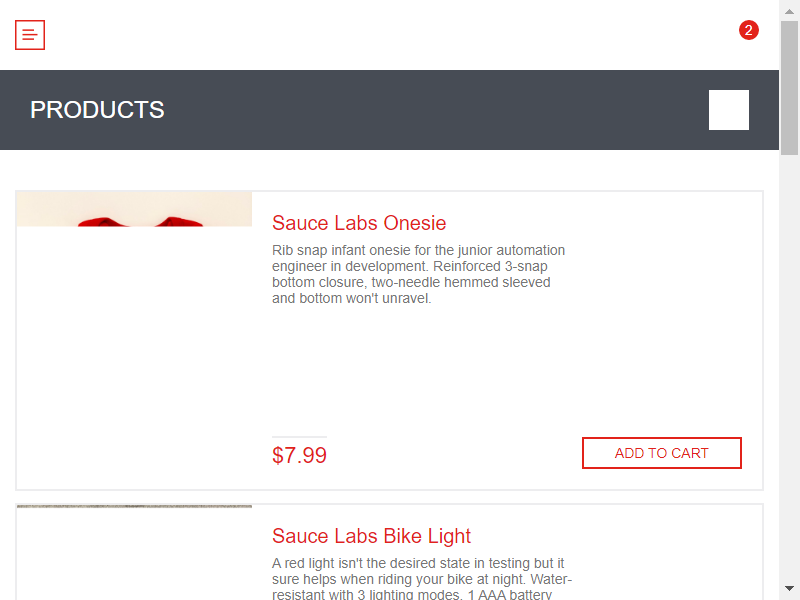 2
PRODUCTS
Sauce Labs Onesie
Rib snap infant onesie for the junior automation
engineer in development. Reinforced 3-snap
bottom closure, two-needle hemmed sleeved
and bottom won't unravel.
$7.99
ADD TO CART
Sauce Labs Bike Light
A red light isn't the desired state in testing but it
sure helps when riding your bike at night. Water-
resistant with 3 lighting modes, 1 AAA battery